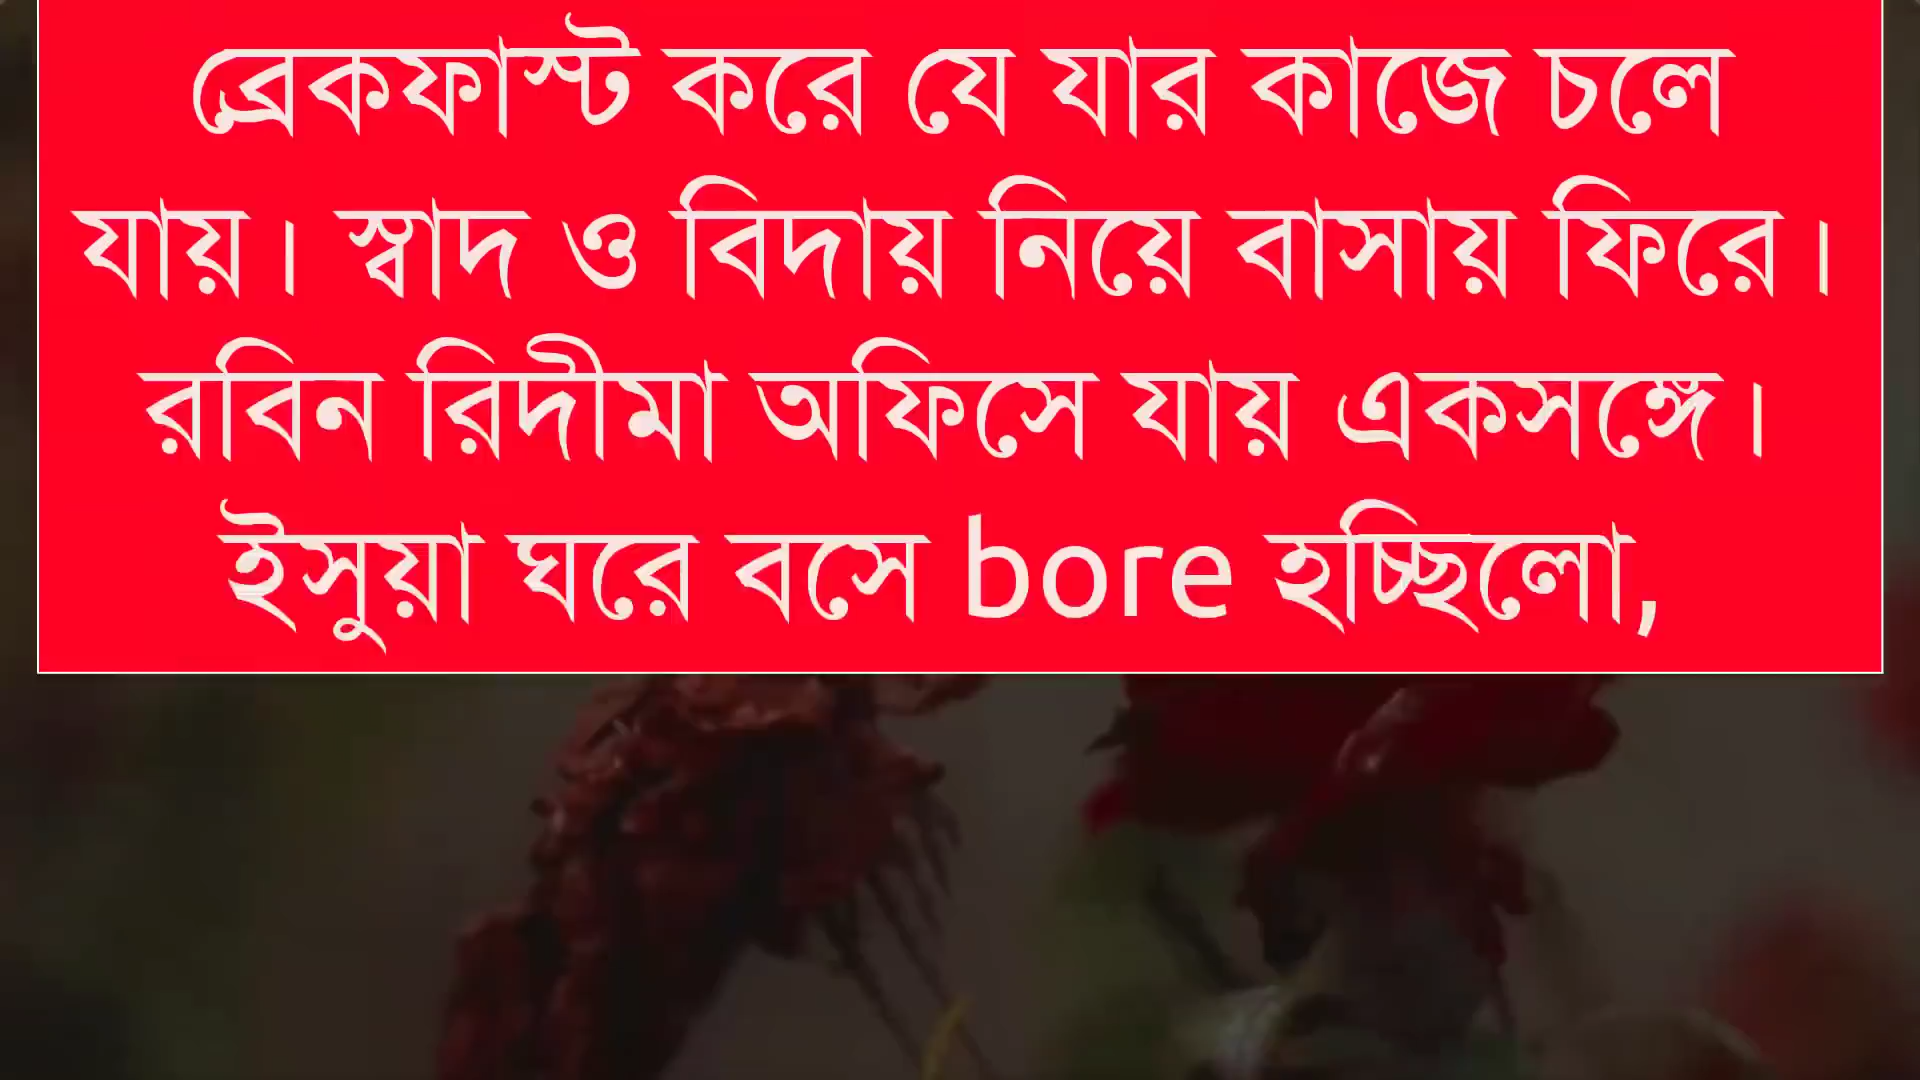 ব্রেকফাস্ট করে যে যার কাজে চলে
যায়। স্বাদ ও বিদায় নিয়ে বাসায় ফিরে।
রবিন রিদীমা অফিসে যায় একসঙ্গে।
ইসুয়া ঘরে বসে bore হচ্ছিলো,